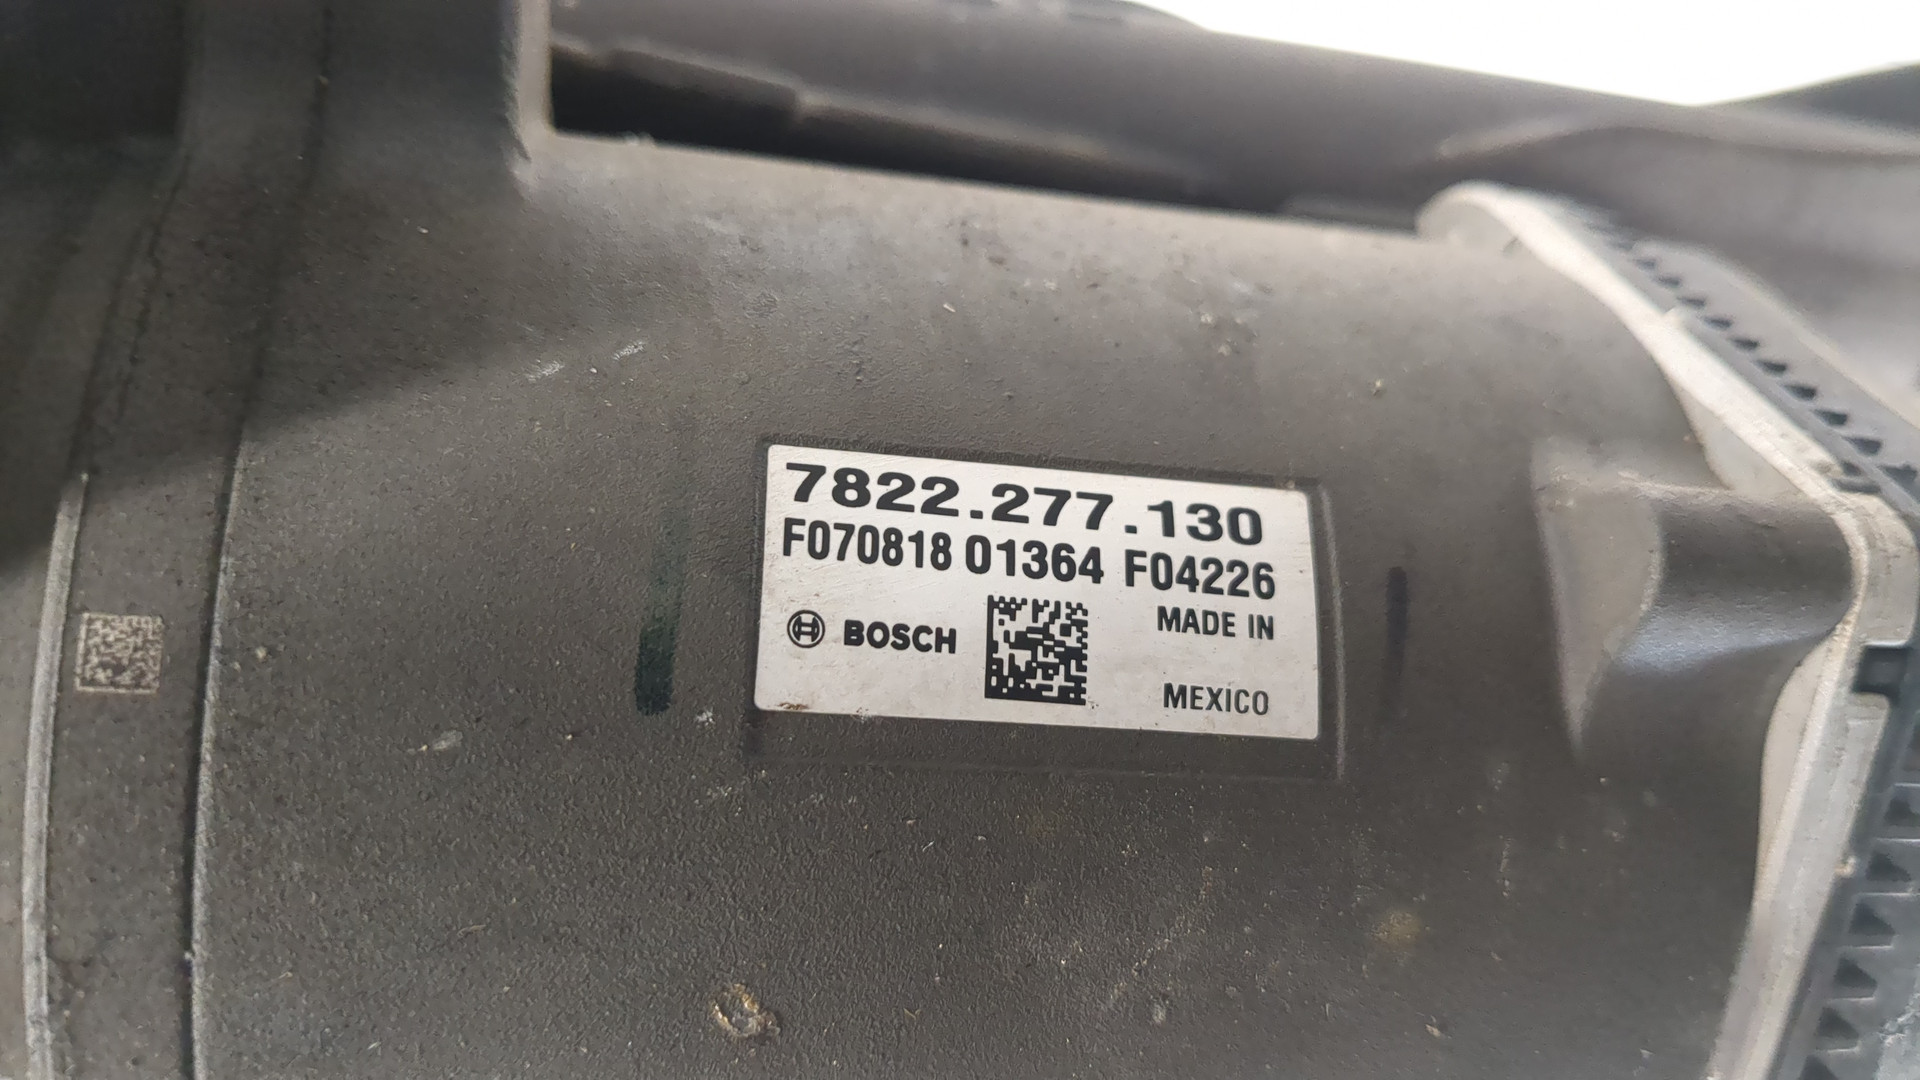 7822.277.130
F070818 01364 F04226
BOSCH
MADE IN
MEXICO